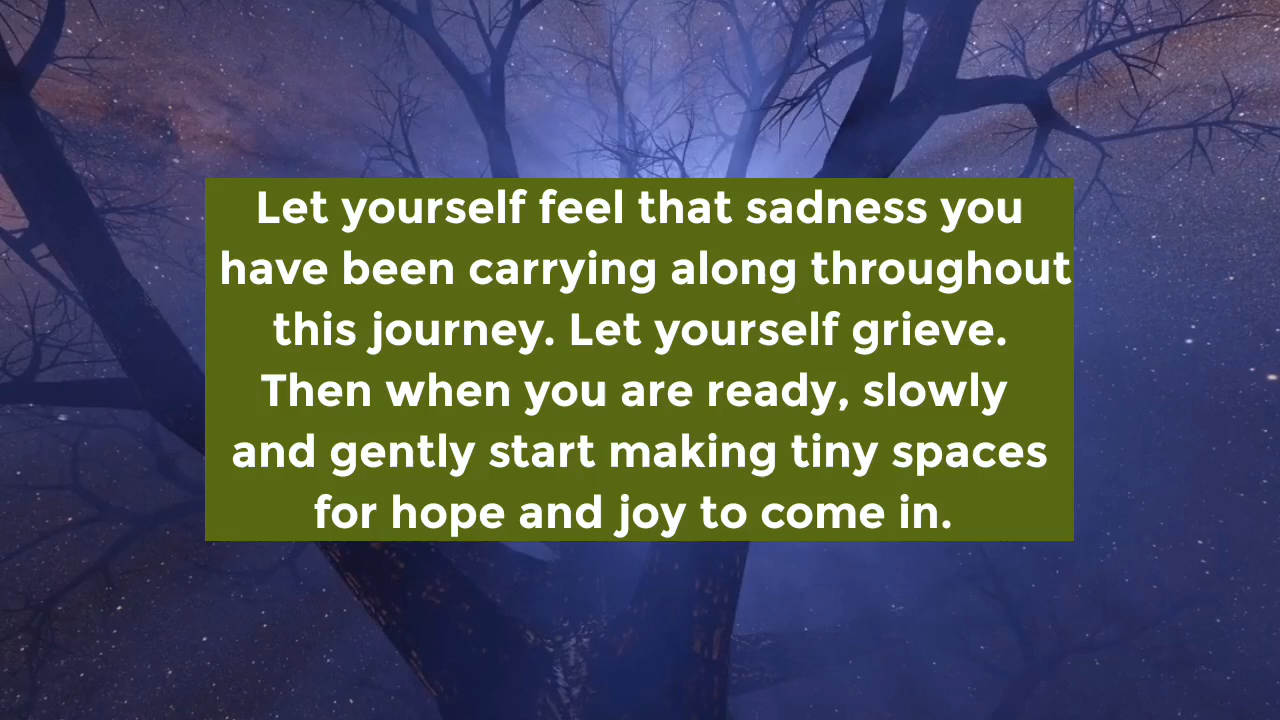 Let yourself feel that sadness you
have been carrying along throughout
this journey. Let yourself grieve.
Then when you are ready, slowly
and gently start making tiny spaces
for hope and joy to come in.